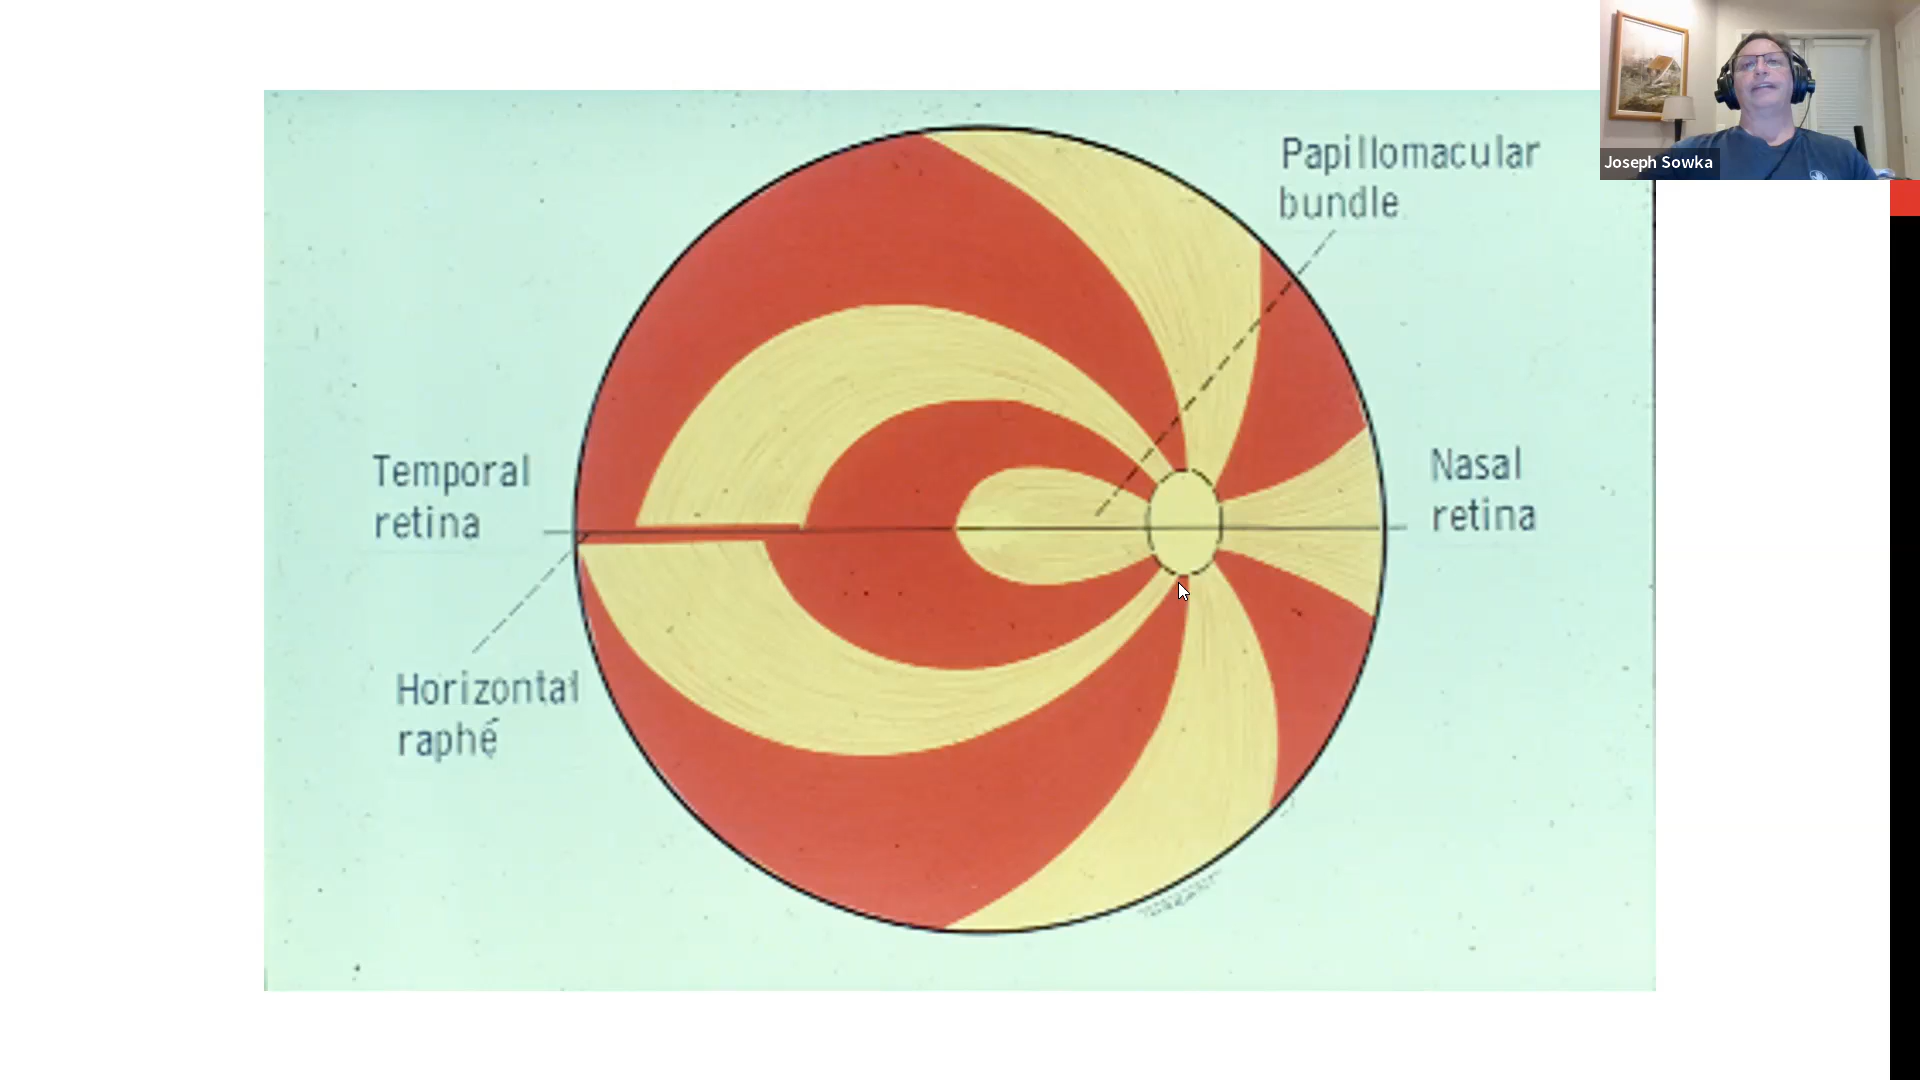 Papillomacular
bundle
Joseph Sowka
Temporal
retina
Nasal
retina
Horizontal
raphé